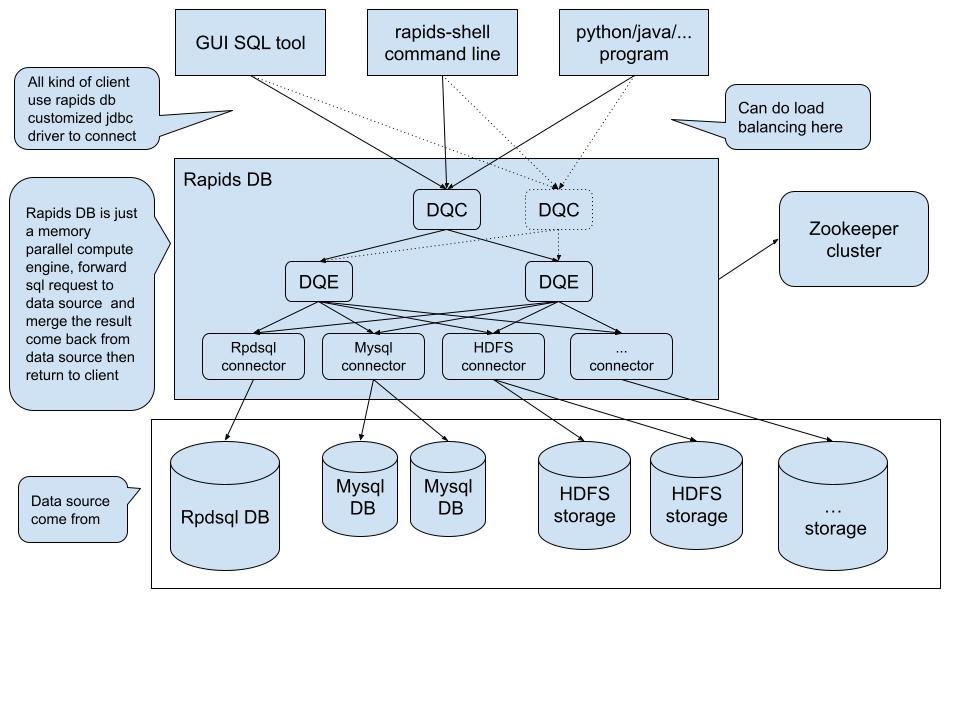 GUI SQL tool
rapids-shell
command line
python/java/...
program
All kind of client
use rapids db
customized jdbc
driver to connect
Can do load
balancing here
Rapids DB
DQC
DQC
Rapids DB is just
a memory
parallel compute
engine, forward
sql request to
data source  and
merge the result
come back from
data source then
return to client
Zookeeper
cluster
DQE
DQE
Rpdsql
connector
Mysql
connector
HDFS
connector
...
connector
Data source
come from
Rpdsql DB
Mysql
DB
Mysql
DB
HDFS
storage
HDFS
storage
...
storage